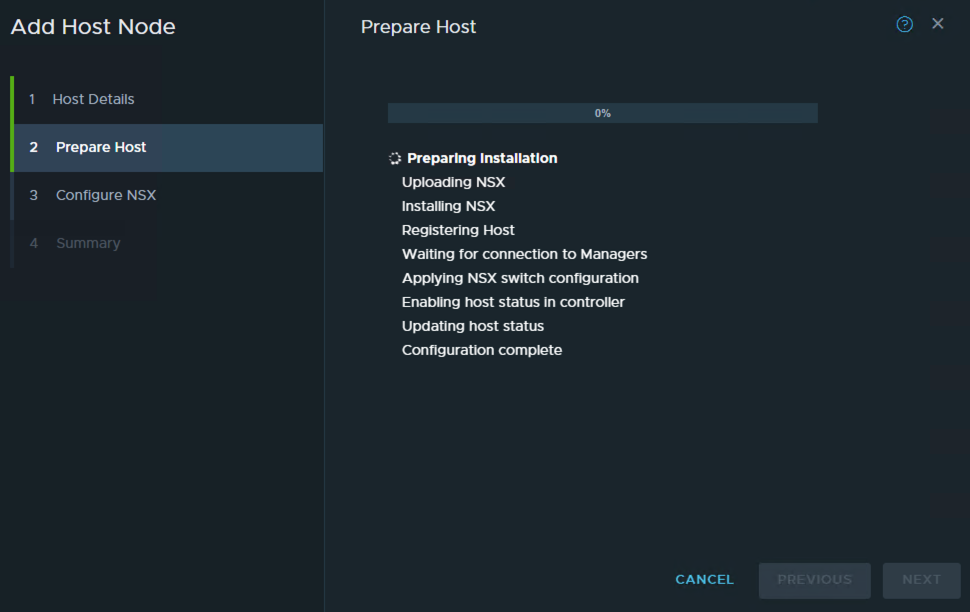 Add Host Node
1 Host Details
2 Prepare Host
3 Configure NSX
4 Summary
Prepare Host
?
0%
Preparing Installation
Uploading NSX
Installing NSX
Registering Host
Waiting for connection to Managers
Applying NSX switch configuration
Enabling host status in controller
Updating host status
Configuration complete
CANCEL
PREVIOUS
NEXT